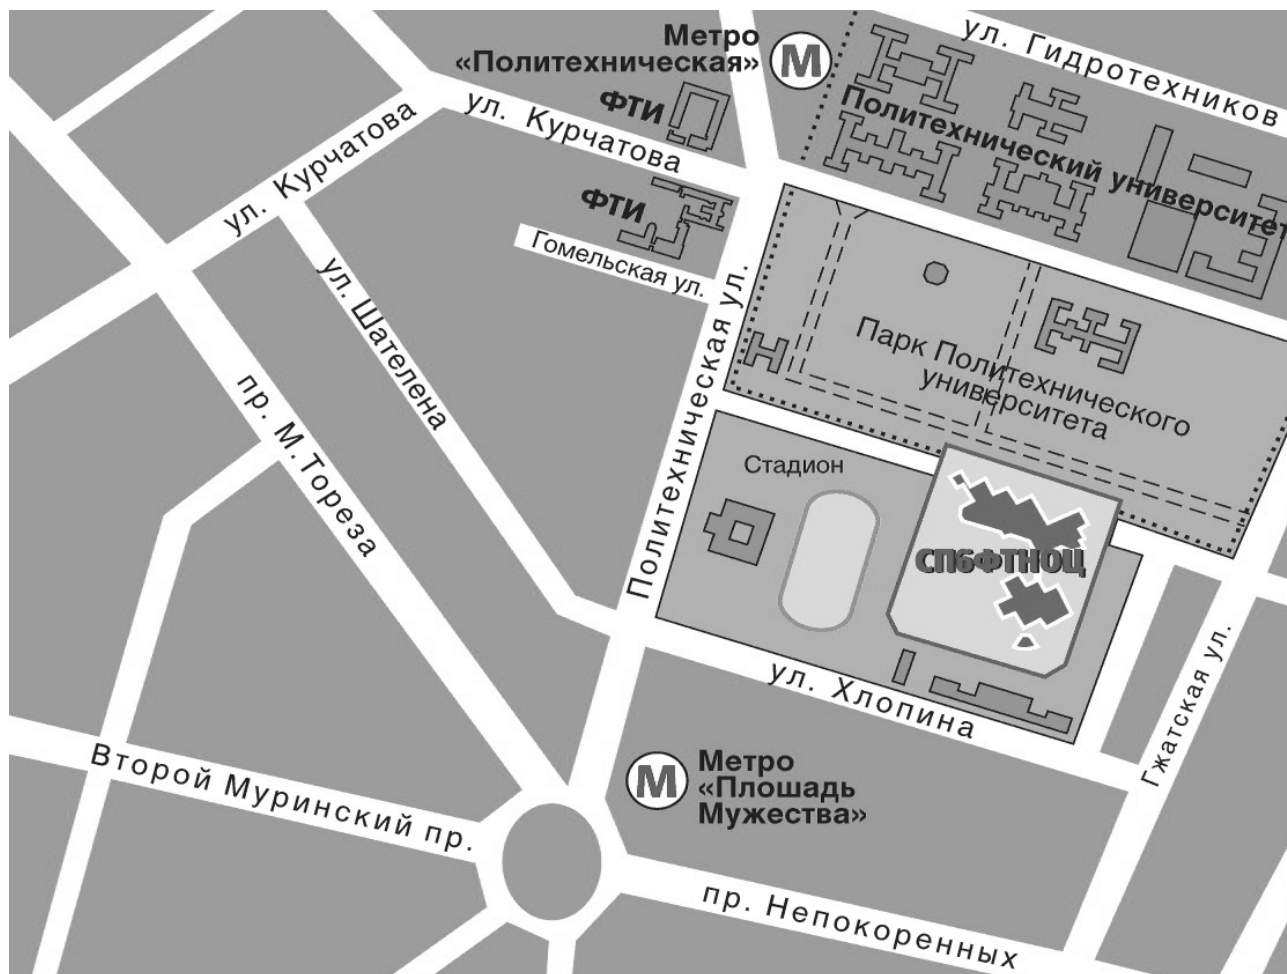 ул. Гидротехников
Метро
«Политехническая»
М
ФТИ
ул. Курчатова
Политехнический университет
ул. Курчатова
ФТИ
Гомельская ул.
ул. Шателена
Политехническая ул.
Парк Политехнического
университета
пр. М. Тореза
Стадион
СПбФТНОЦ
ул. Хлопина
Гжатская ул.
Второй Муринский пр.
М
Метро
«Плошадь
Мужества»
пр. Непокоренных